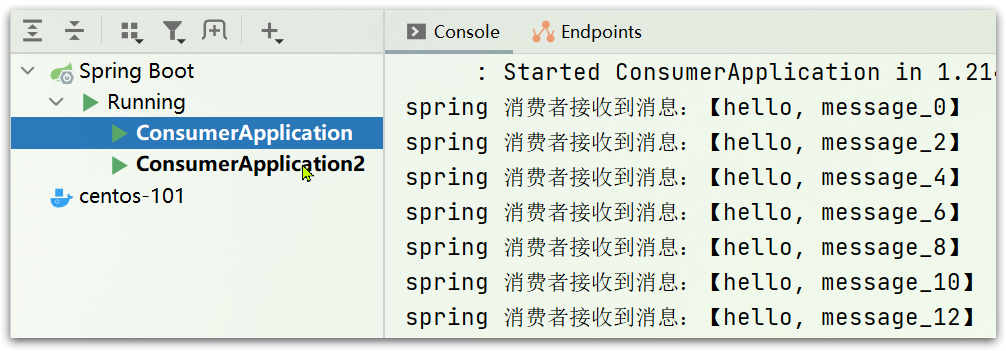 Spring Boot
Running
ConsumerApplication
ConsumerApplication2
centos-101
Console Endpoints
: Started ConsumerApplication in 1.214
spring 消费者接收到消息：【hello, message_0】
spring 消费者接收到消息：【hello, message_2】
spring 消费者接收到消息：【hello, message_4】
spring 消费者接收到消息：【hello, message_6】
spring 消费者接收到消息：【hello, message_8】
spring 消费者接收到消息：【hello, message_10】
spring 消费者接收到消息：【hello, message_12】